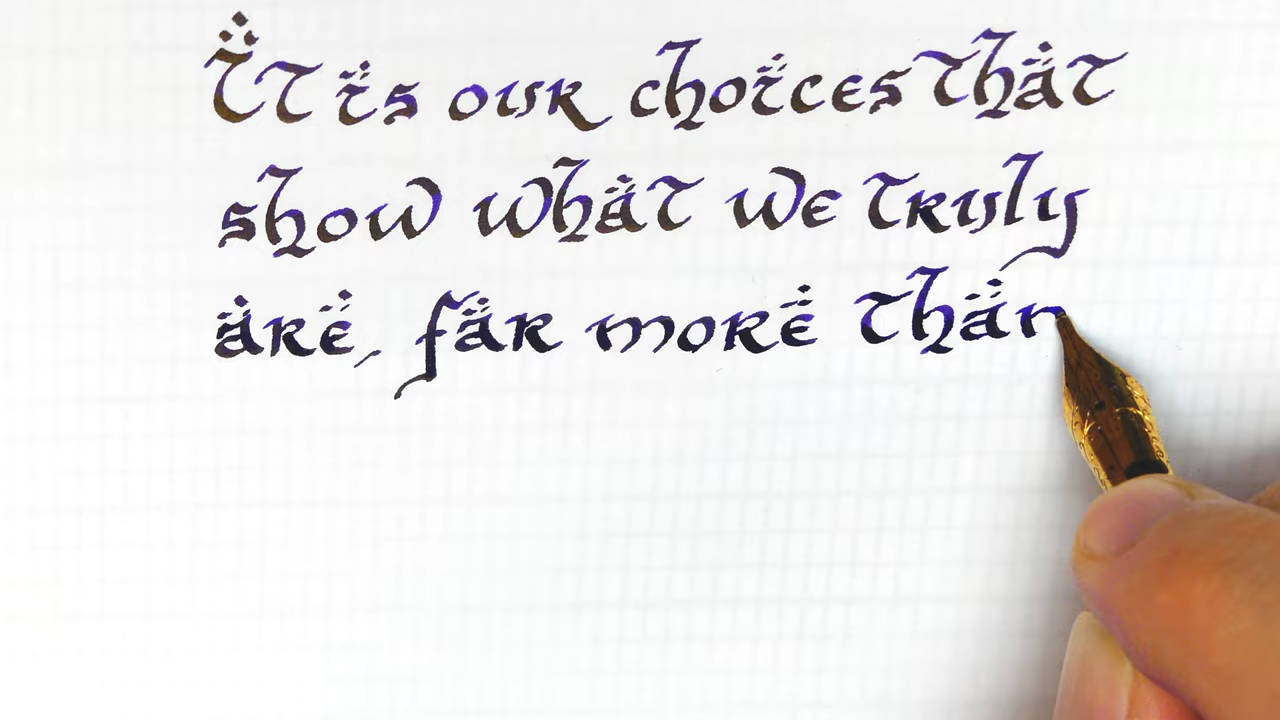 It is our choices that
show what we truly
are, far more than